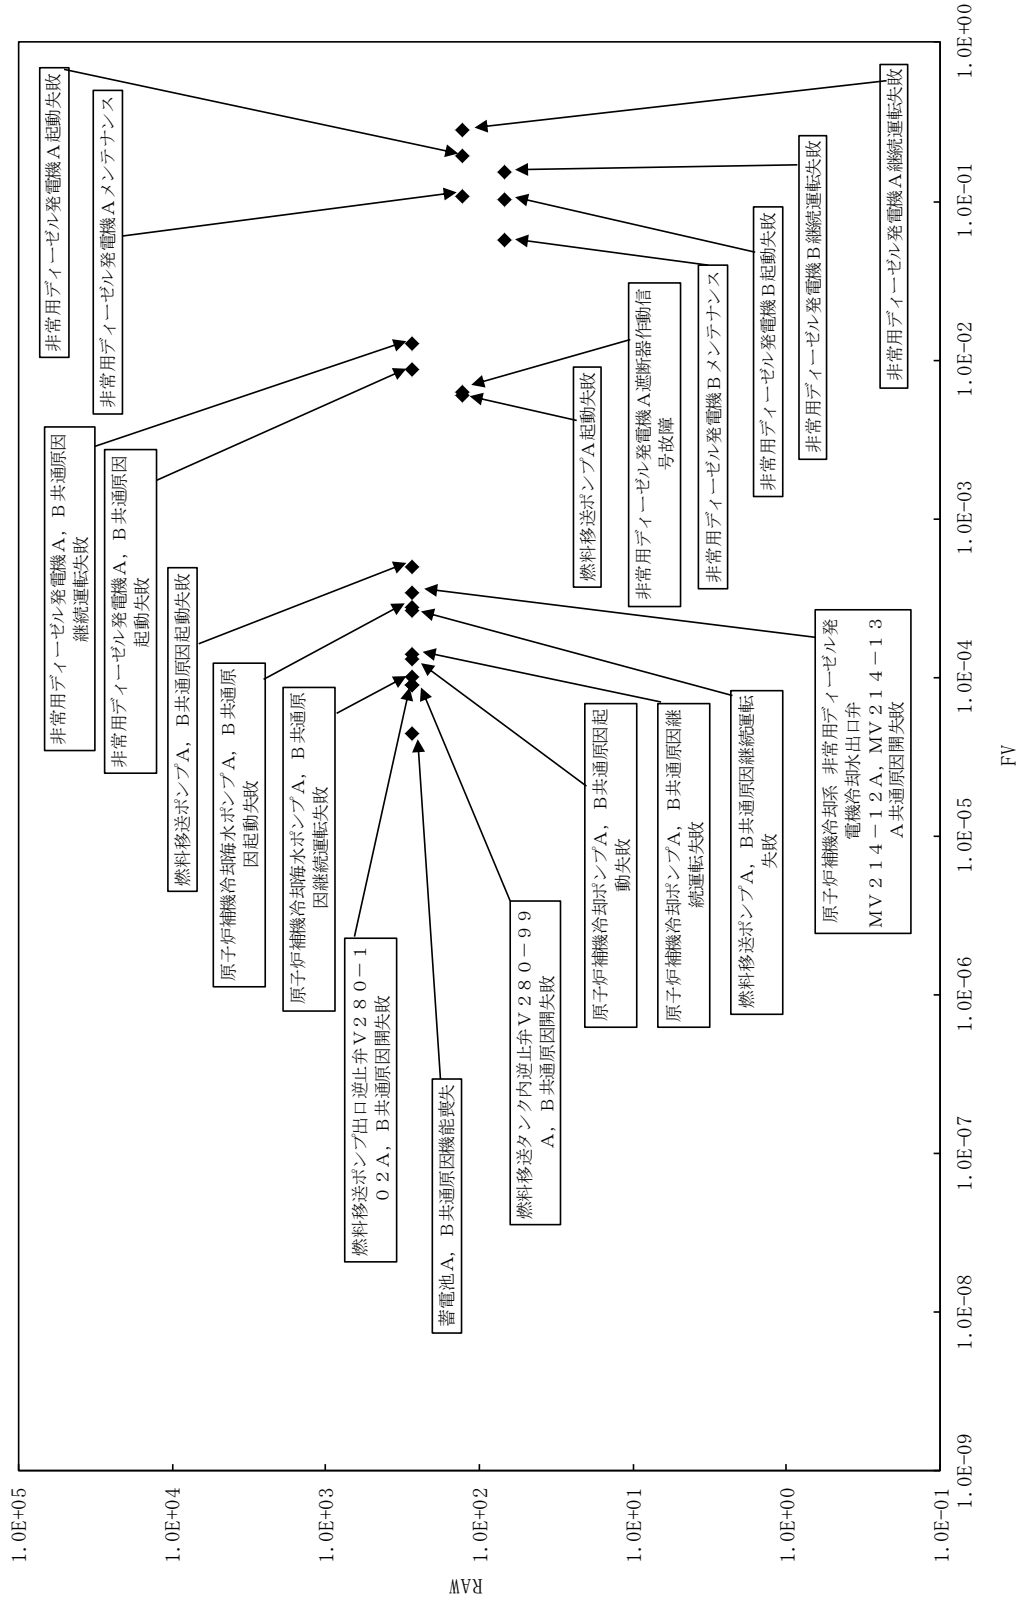 1.0E+05
1.0E+04
1.0E+03
1.0E+02
1.0E+01
1.0E+00
1.0E-01
RAW
1.0E-09
1.0E-08
1.0E-07
1.0E-06
1.0E-05
1.0E-04
1.0E-03
1.0E-02
1.0E-01
1.0E+00
FV
非常用ディーゼル発電機A起動失敗
非常用ディーゼル発電機Aメンテナンス
非常用ディーゼル発電機A，B共通原因
継続運転失敗
非常用ディーゼル発電機A，B共通原因
起動失敗
燃料移送ポンプA，B共通原因起動失敗
原子炉補機冷却海水ポンプA，B共通原
因起動失敗
原子炉補機冷却海水ポンプA，B共通原
因継続運転失敗
燃料移送ポンプ出口逆止弁V280－1
02A，B共通原因開失敗
蓄電池A，B共通原因機能喪失
燃料移送タンク内逆止弁V280－99
A，B共通原因開失敗
原子炉補機冷却ポンプA，B共通原因起
動失敗
原子炉補機冷却ポンプA，B共通原因継
続運転失敗
燃料移送ポンプA，B共通原因継続運転
失敗
原子炉補機冷却系 非常用ディーゼル発
電機冷却水出口弁
MV214－12A，MV214－13
A共通原因開失敗
燃料移送ポンプA起動失敗
非常用ディーゼル発電機A遮断器作動信
号故障
非常用ディーゼル発電機Bメンテナンス
非常用ディーゼル発電機B起動失敗
非常用ディーゼル発電機B継続運転失敗
非常用ディーゼル発電機A継続運転失敗